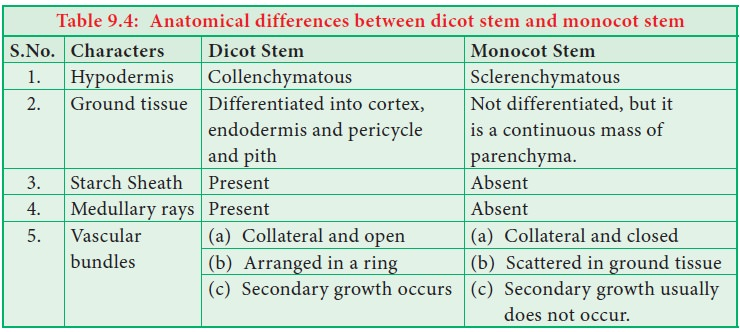 Table 9.4: Anatomical differences between dicot stem and monocot stem
S.No. Characters Dicot Stem Monocot Stem
1. Hypodermis Collenchymatous Sclerenchymatous
2. Ground tissue Differentiated into cortex, Not differentiated, but it
endodermis and pericycle is a continuous mass of
and pith parenchyma.
3. Starch Sheath Present Absent
4. Medullary rays Present Absent
5. Vascular (a) Collateral and open (a) Collateral and closed
bundles (b) Arranged in a ring (b) Scattered in ground tissue
(c) Secondary growth occurs (c) Secondary growth usually
does not occur.